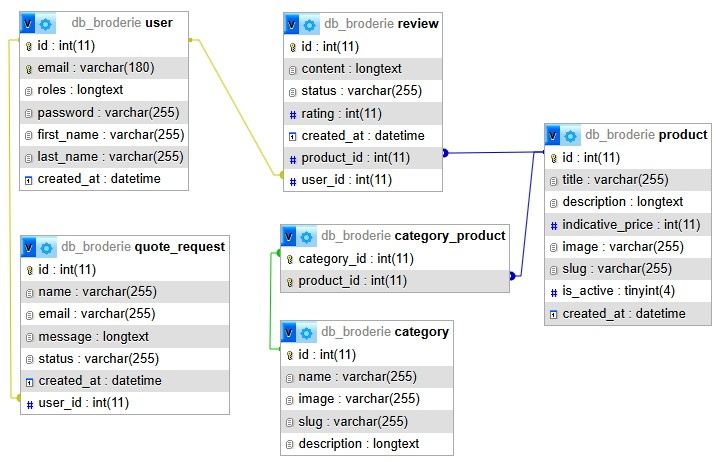 db_broderie user
id : int(11)
email : varchar(180)
roles : longtext
password : varchar(255)
first_name : varchar(255)
last_name : varchar(255)
created_at : datetime
db_broderie review
id : int(11)
content : longtext
status : varchar(255)
rating : int(11)
created_at : datetime
product_id : int(11)
user_id : int(11)
db_broderie product
id : int(11)
title : varchar(255)
description : longtext
indicative_price : int(11)
image : varchar(255)
slug : varchar(255)
is_active : tinyint(4)
created_at : datetime
db_broderie quote_request
id : int(11)
name : varchar(255)
email : varchar(255)
message : longtext
status : varchar(255)
created_at : datetime
user_id : int(11)
db_broderie category_product
category_id : int(11)
product_id : int(11)
db_broderie category
id : int(11)
name : varchar(255)
image : varchar(255)
slug : varchar(255)
description : longtext